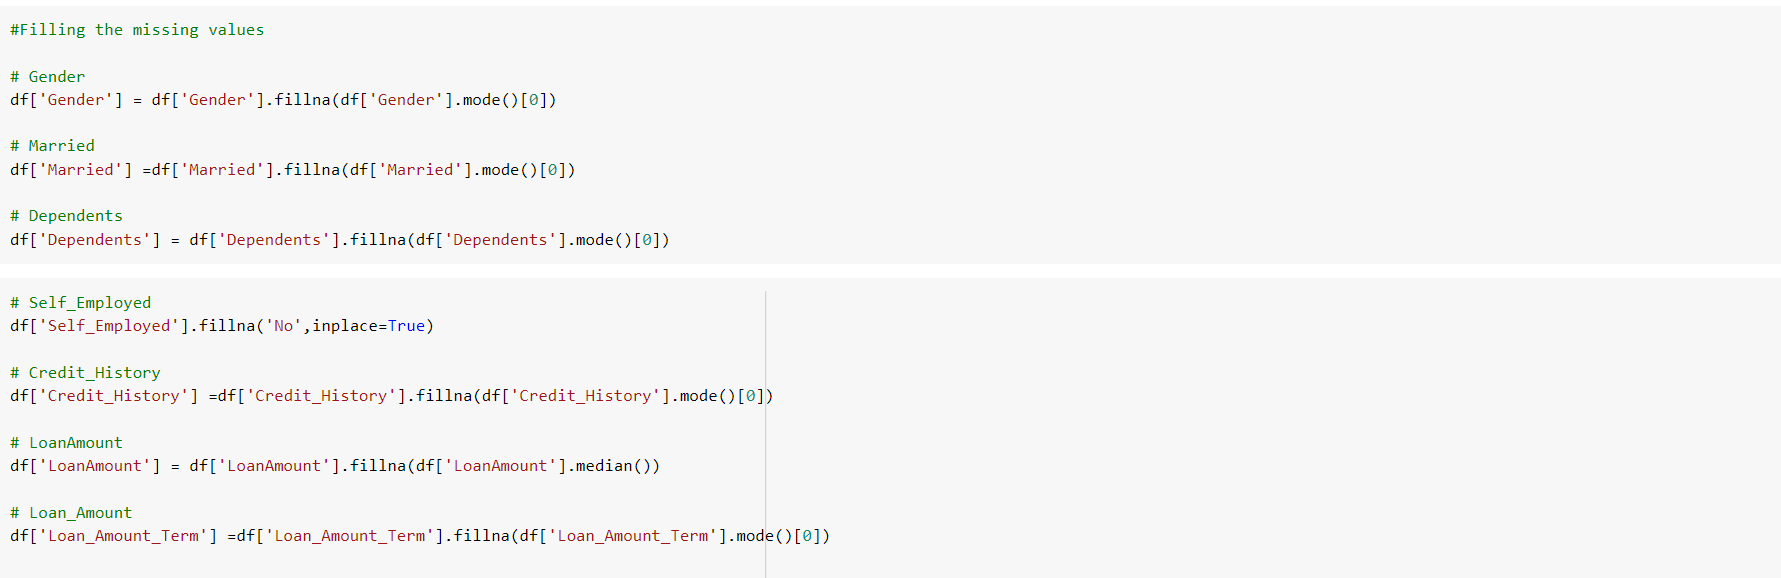 #Filling the missing values
# Gender
df['Gender'] = df['Gender'].fillna(df['Gender'].mode()[0])
# Married
df['Married'] =df['Married'].fillna(df['Married'].mode()[0])
# Dependents
df['Dependents'] = df['Dependents'].fillna(df['Dependents'].mode()[0])
# Self_Employed
df['Self_Employed'].fillna('No',inplace=True)
# Credit_History
df['Credit_History'] =df['Credit_History'].fillna(df['Credit_History'].mode()[0])
# LoanAmount
df['LoanAmount'] = df['LoanAmount'].fillna(df['LoanAmount'].median())
# Loan_Amount
df['Loan_Amount_Term'] =df['Loan_Amount_Term'].fillna(df['Loan_Amount_Term'].mode()[0])